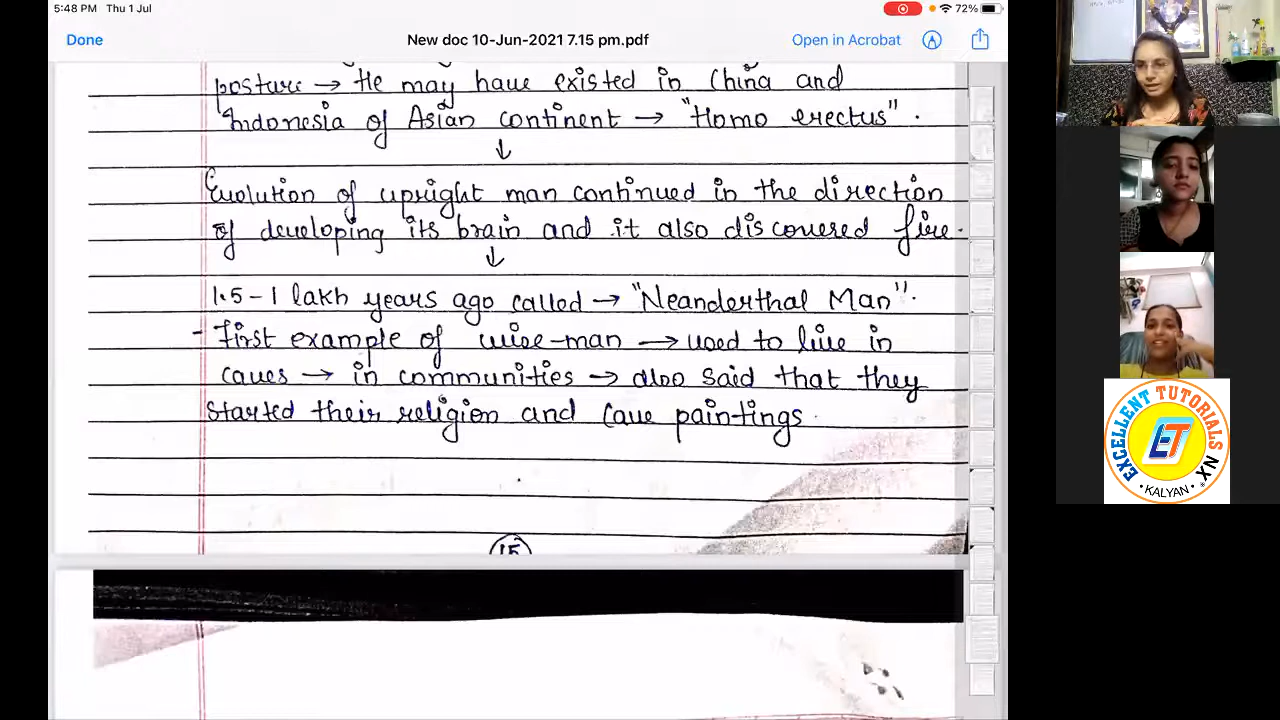 5:48 PM Thu 1 Jul
72%
Done
New doc 10-Jun-2021 7.15 pm.pdf
Open in Acrobat
posture → He may have existed in China and
Indonesia of Asian continent → "Homo erectus".
↓
Evolution of upright man continued in the direction
of developing its brain and it also discovered fire.
↓
1.5-1 lakh years ago called → "Neanderthal Man".
- First example of wise-man → used to live in
caves → in communities → also said that they
started their religion and cave paintings.
15
EXCELLENT TUTORIALS NX
ET
• KALYAN •